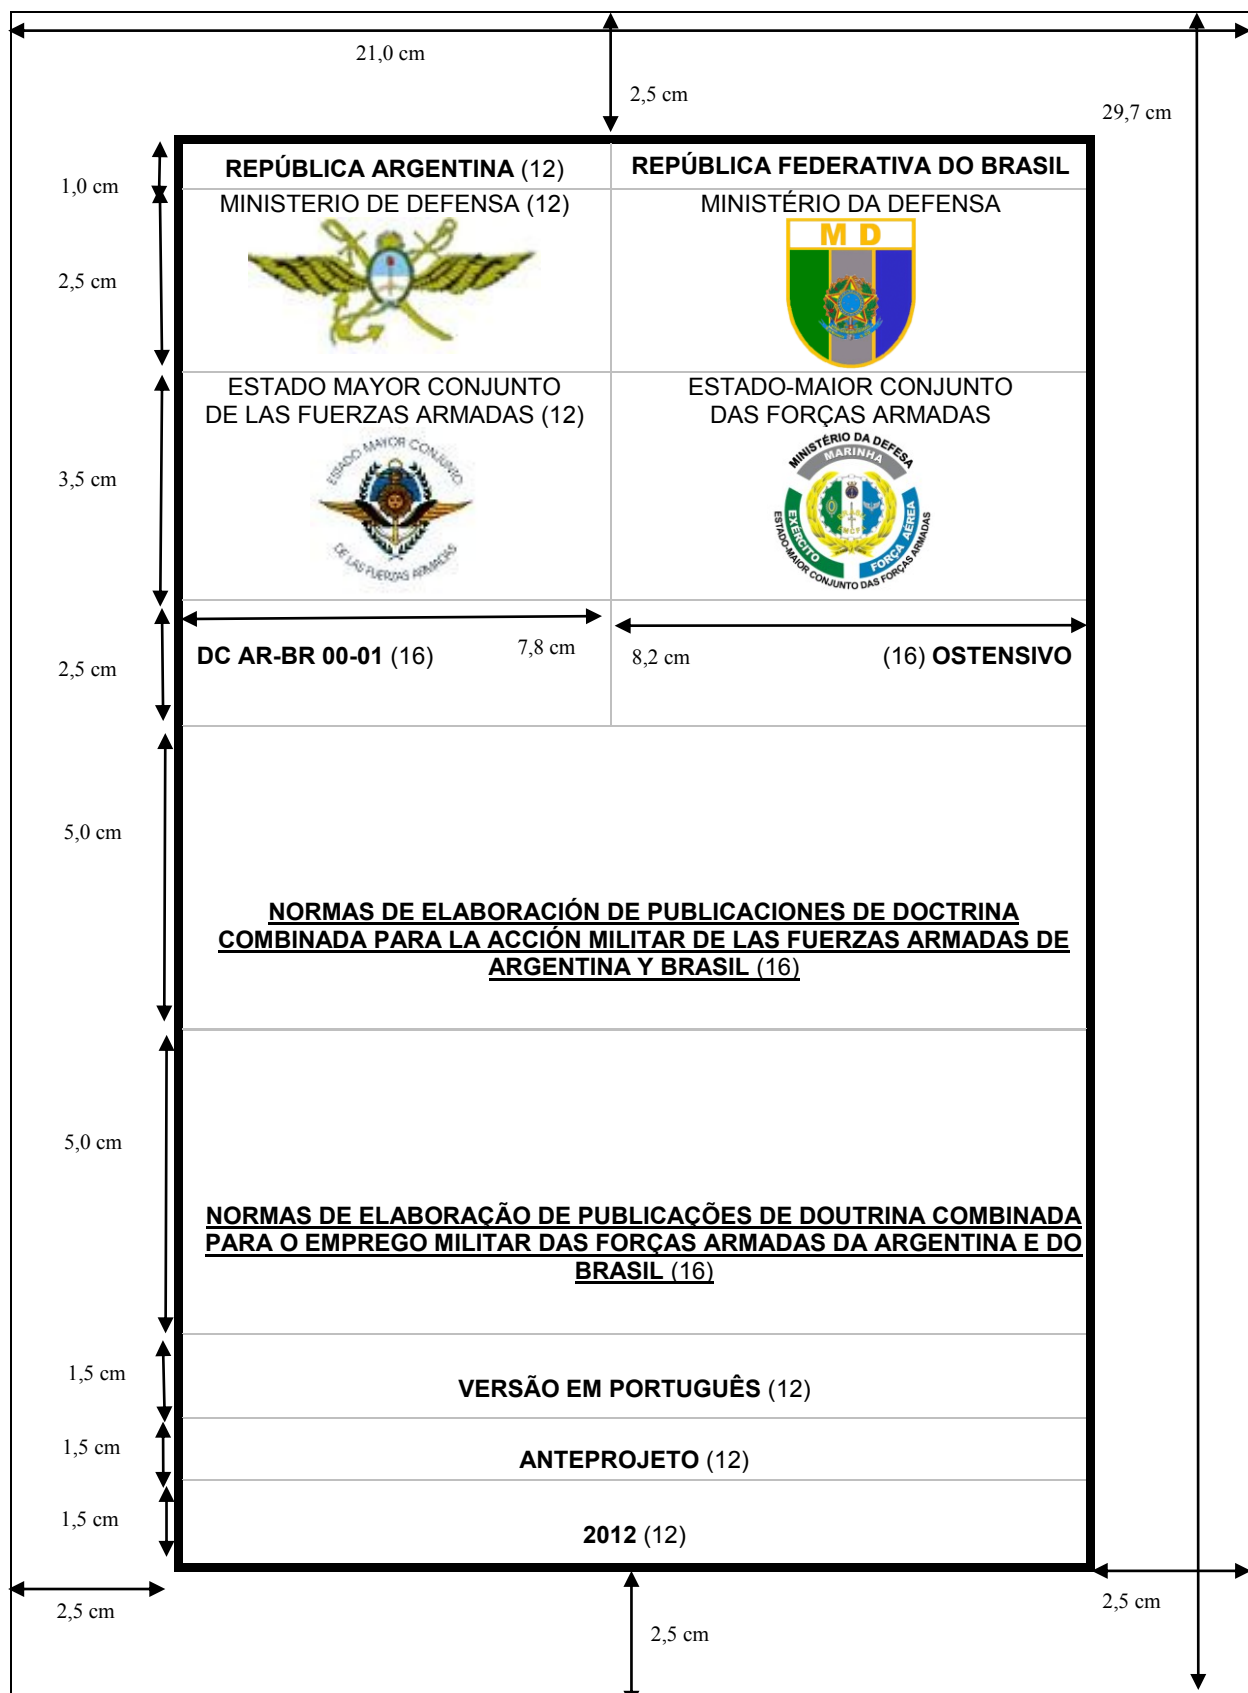 21,0 cm
2,5 cm
29,7 cm
REPÚBLICA ARGENTINA (12)
REPÚBLICA FEDERATIVA DO BRASIL
1,0 cm
MINISTERIO DE DEFENSA (12)
MINISTÉRIO DA DEFENSA
M D
2,5 cm
ESTADO MAYOR CONJUNTO
DE LAS FUERZAS ARMADAS (12)
ESTADO-MAIOR CONJUNTO
DAS FORÇAS ARMADAS
ESTADO MAYOR CONJUNTO
DE LAS FUERZAS ARMADAS
MINISTÉRIO DA DEFESA
MARINHA
EXÉRCITO
FORÇA AÉREA
ESTADO-MAIOR CONJUNTO DAS FORÇAS ARMADAS
3,5 cm
7,8 cm
8,2 cm
DC AR-BR 00-01 (16)
(16) OSTENSIVO
2,5 cm
5,0 cm
NORMAS DE ELABORACIÓN DE PUBLICACIONES DE DOCTRINA
COMBINADA PARA LA ACCIÓN MILITAR DE LAS FUERZAS ARMADAS DE
ARGENTINA Y BRASIL (16)
5,0 cm
NORMAS DE ELABORAÇÃO DE PUBLICAÇÕES DE DOUTRINA COMBINADA
PARA O EMPREGO MILITAR DAS FORÇAS ARMADAS DA ARGENTINA E DO
BRASIL (16)
1,5 cm
VERSÃO EM PORTUGUÊS (12)
1,5 cm
ANTEPROJETO (12)
1,5 cm
2012 (12)
2,5 cm
2,5 cm
2,5 cm